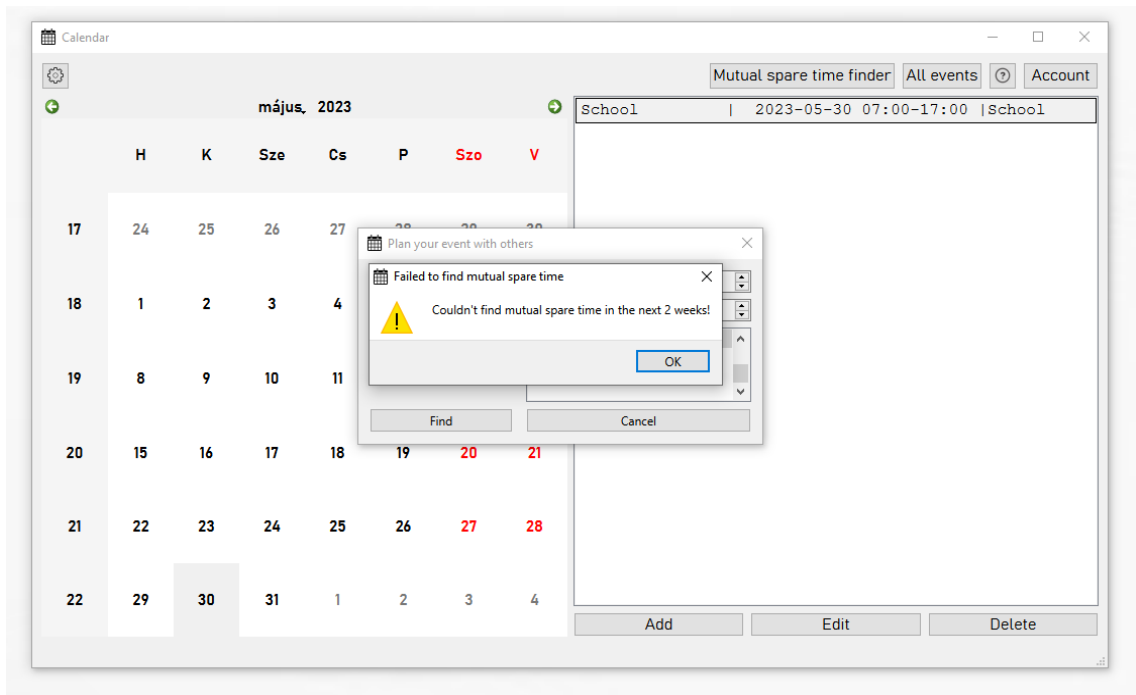 Calendar
Mutual spare time finder All events Account
május, 2023
School | 2023-05-30 07:00-17:00 |School
H K Sze Cs P Szo V
17 24 25 26 27 28 29 30
Plan your event with others
Failed to find mutual spare time
18 1 2 3 4
Couldn't find mutual spare time in the next 2 weeks!
OK
19 8 9 10 11
Find Cancel
20 15 16 17 18 19 20 21
21 22 23 24 25 26 27 28
22 29 30 31 1 2 3 4
Add Edit Delete